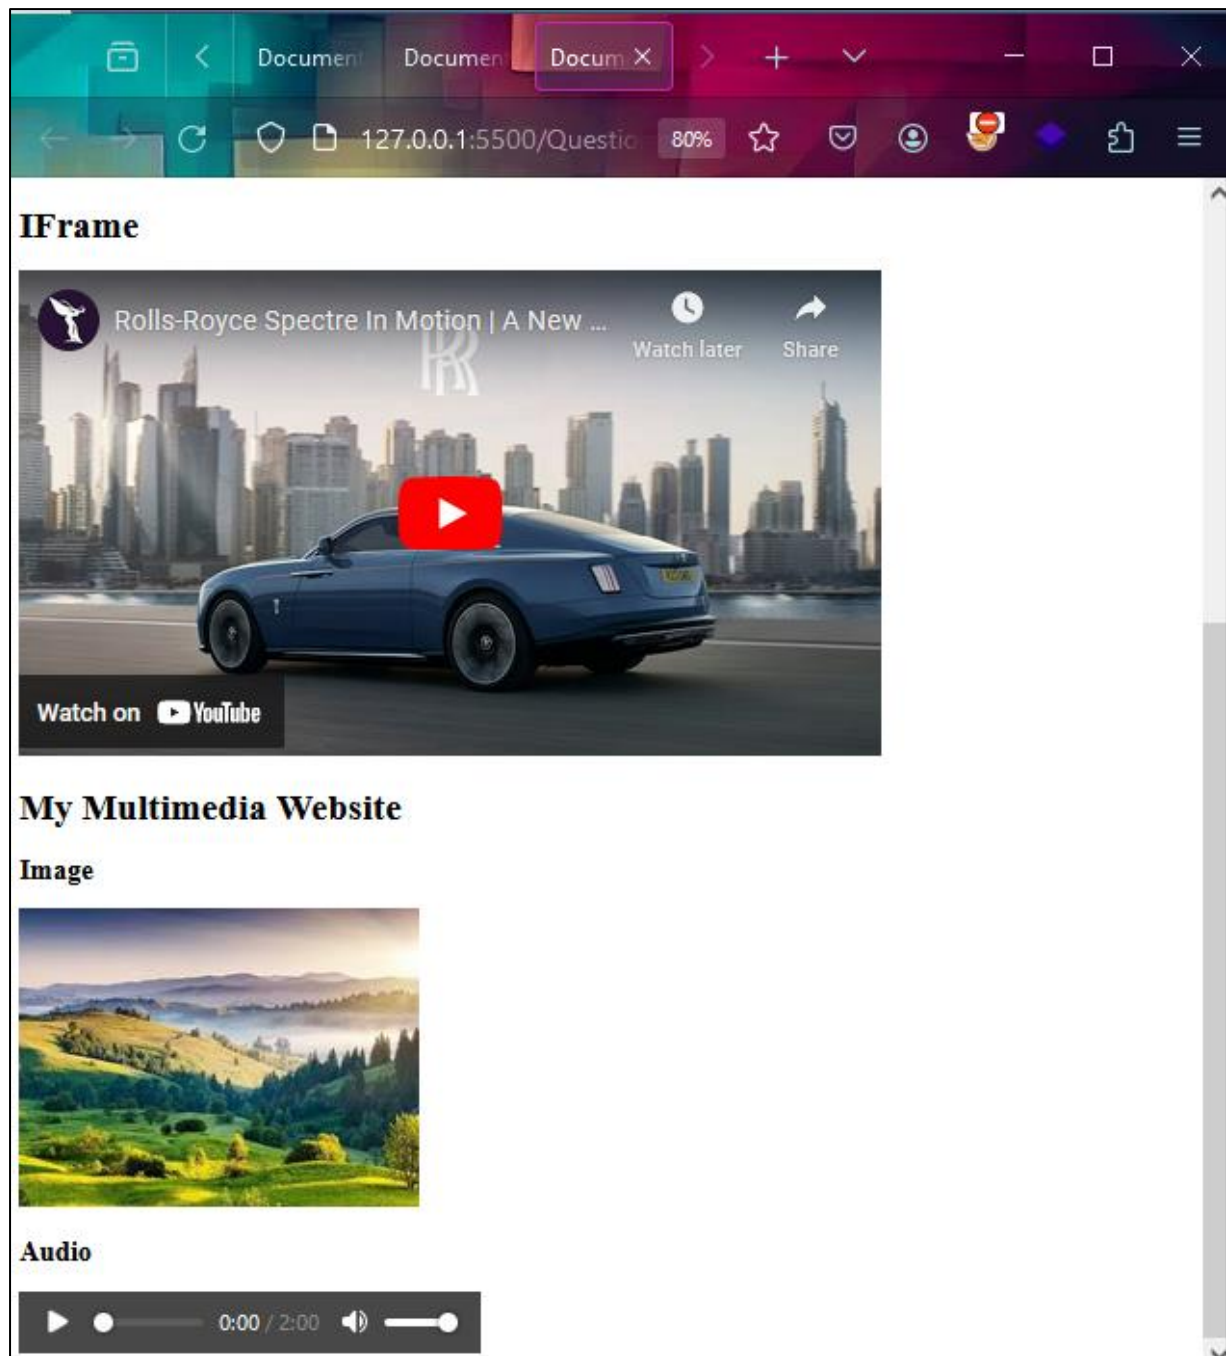 Documen Documen Docum
127.0.0.1:5500/Questio 80%
IFrame
Rolls-Royce Spectre In Motion | A New ...
Watch later Share
Watch on YouTube
My Multimedia Website
Image
Audio
0:00 / 2:00